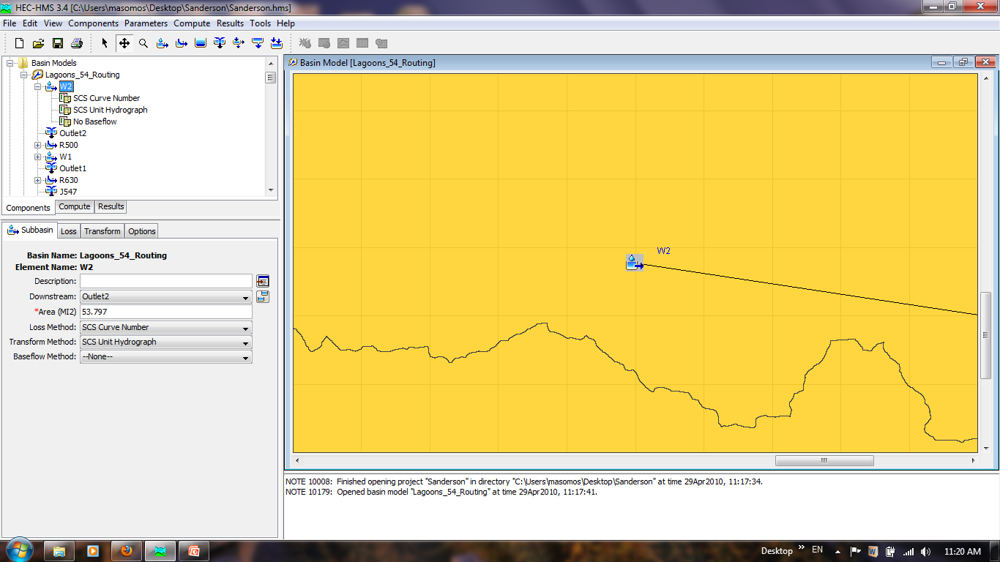 HEC-HMS 3.4 [C:\Users\masomos\Desktop\Sanderson\Sanderson.hms]
File Edit View Components Parameters Compute Results Tools Help
Basin Models
Lagoons_54_Routing
W2
SCS Curve Number
SCS Unit Hydrograph
No Baseflow
Outlet2
R500
W1
Outlet1
R630
J547
Components Compute Results
Subbasin Loss Transform Options
Basin Name: Lagoons_54_Routing
Element Name: W2
Description:
Downstream: Outlet2
*Area (MI2) 53.797
Loss Method: SCS Curve Number
Transform Method: SCS Unit Hydrograph
Baseflow Method: --None--
Basin Model [Lagoons_54_Routing]
W2
NOTE 10008: Finished opening project "Sanderson" in directory "C:\Users\masomos\Desktop\Sanderson" at time 29Apr2010, 11:17:34.
NOTE 10179: Opened basin model "Lagoons_54_Routing" at time 29Apr2010, 11:17:41.
Desktop » EN 11:20 AM